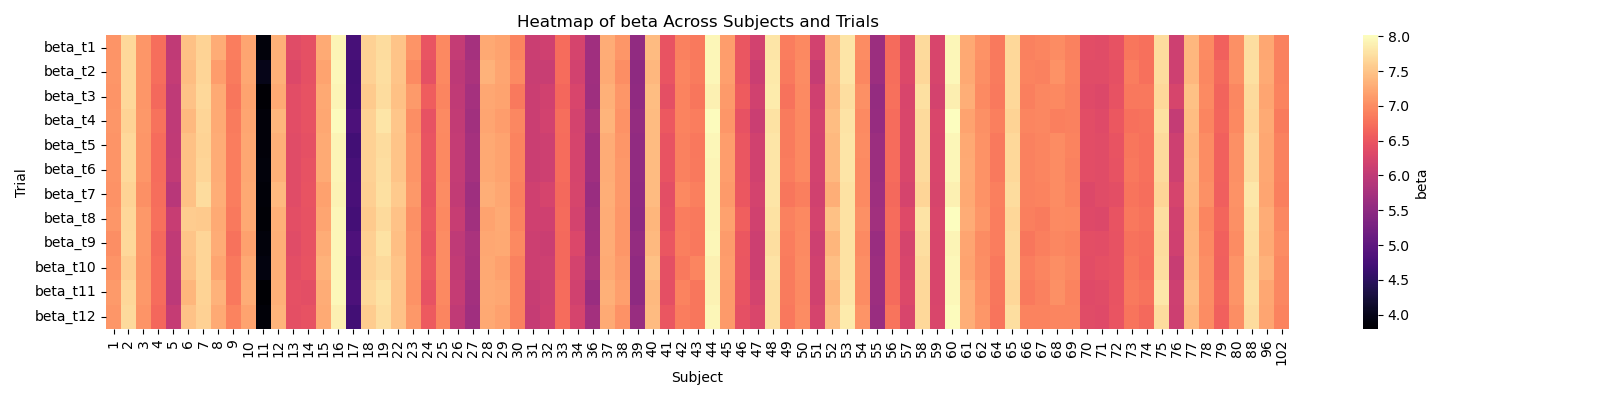 Heatmap of beta Across Subjects and Trials
Trial
beta_t1
beta_t2
beta_t3
beta_t4
beta_t5
beta_t6
beta_t7
beta_t8
beta_t9
beta_t10
beta_t11
beta_t12
1 2 3 4 5 6 7 8 9 10 11 12 13 14 15 16 17 18 19 22 23 24 25 26 27 28 29 30 31 32 33 34 36 37 38 39 40 41 42 43 44 45 46 47 48 49 50 51 52 53 54 55 56 57 58 59 60 61 62 64 65 66 67 68 69 70 71 72 73 74 75 76 77 78 79 80 88 96 102
Subject
8.0
7.5
7.0
6.5
6.0
5.5
5.0
4.5
4.0
beta